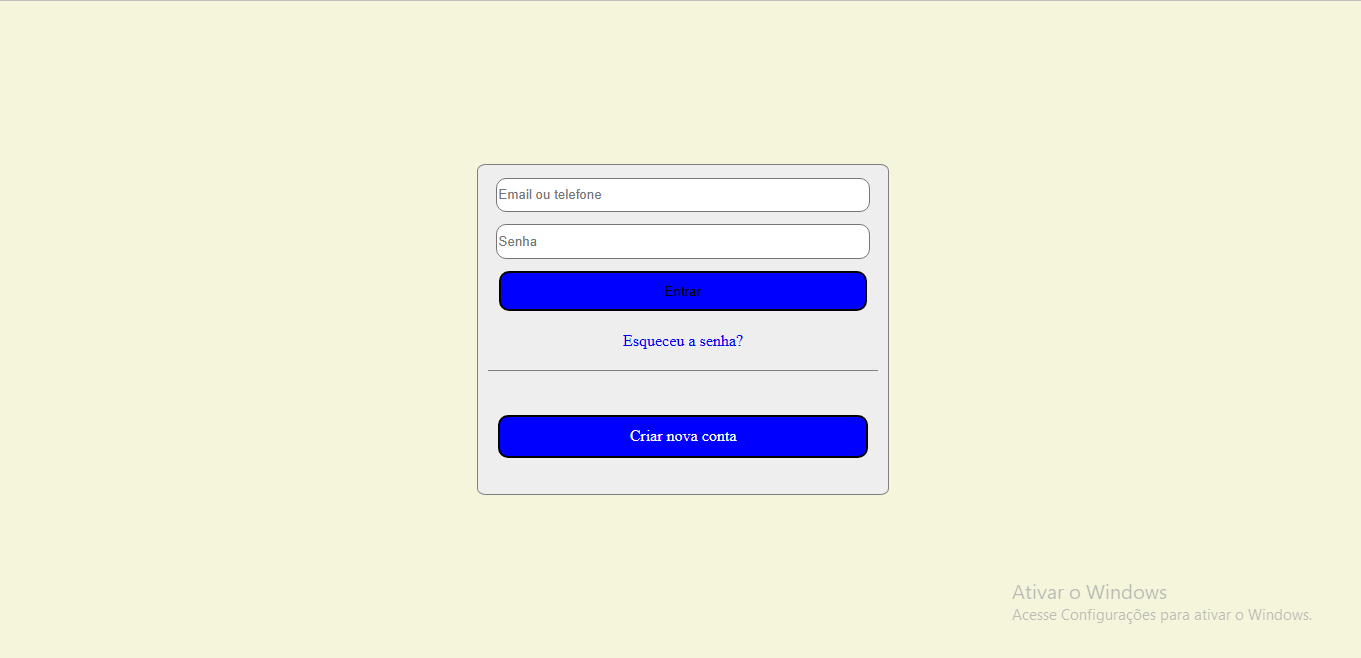 Email ou telefone
Senha
Entrar
Esqueceu a senha?
Criar nova conta
Ativar o Windows
Acesse Configurações para ativar o Windows.